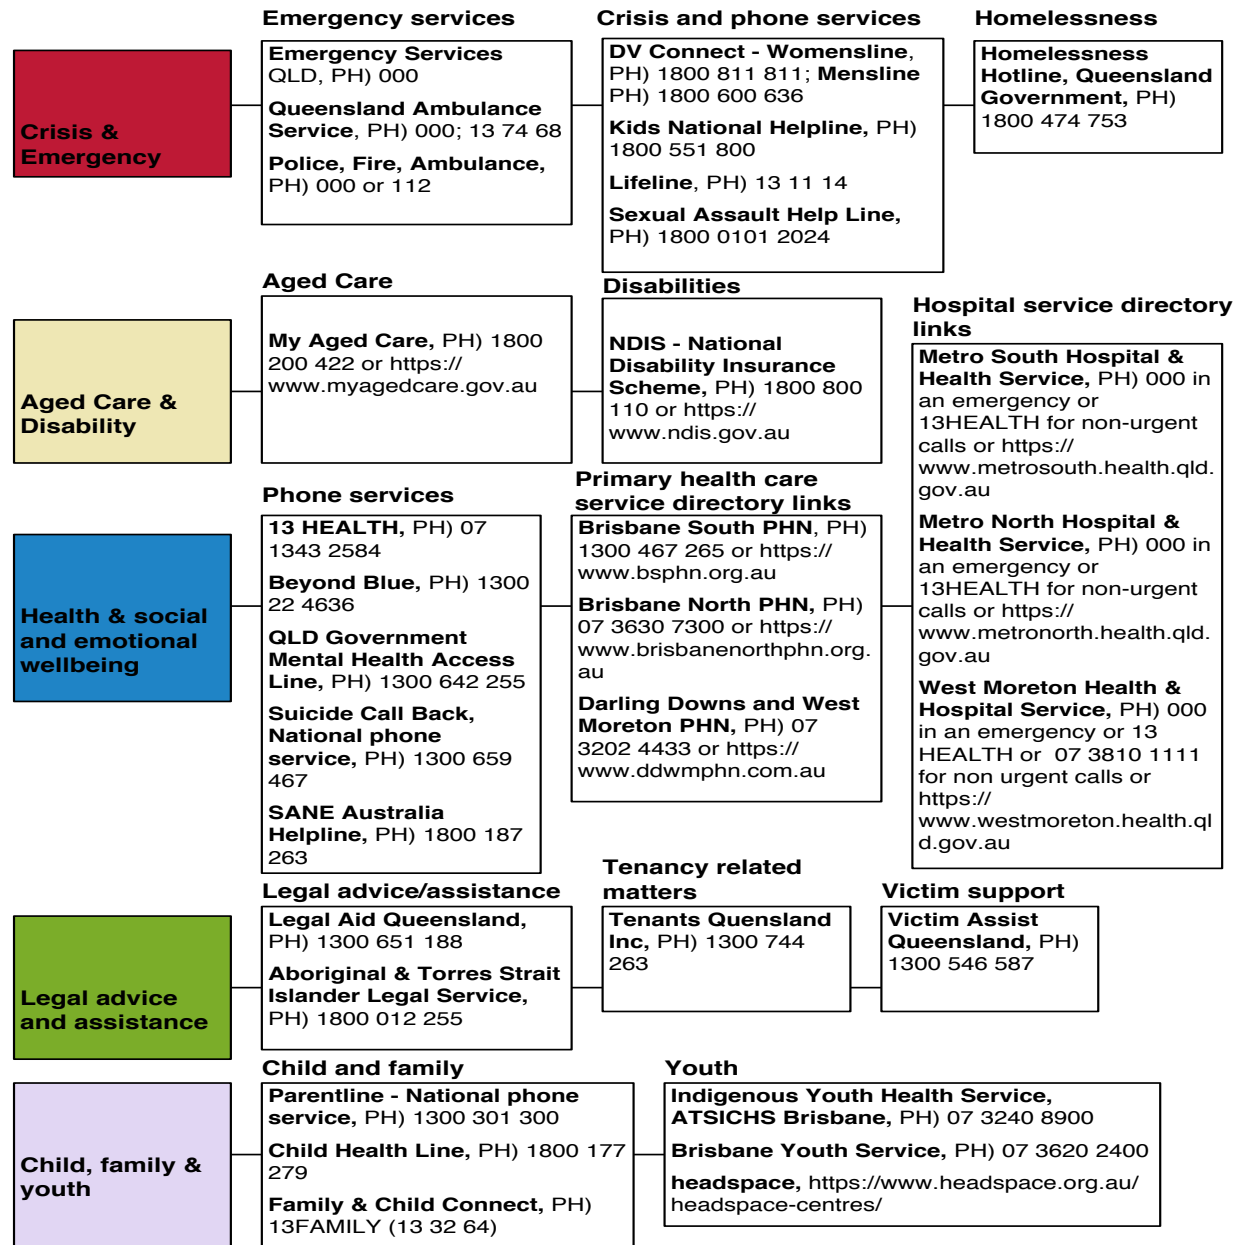 Emergency services
Crisis and phone services
Homelessness
Crisis &
Emergency
Emergency Services
QLD, PH) 000
Queensland Ambulance
Service, PH) 000; 13 74 68
Police, Fire, Ambulance,
PH) 000 or 112
DV Connect - Womensline,
PH) 1800 811 811; Mensline
PH) 1800 600 636
Kids National Helpline, PH)
1800 551 800
Lifeline, PH) 13 11 14
Sexual Assault Help Line,
PH) 1800 0101 2024
Homelessness
Hotline, Queensland
Government, PH)
1800 474 753
Aged Care
Disabilities
Aged Care &
Disability
My Aged Care, PH) 1800
200 422 or https://
www.myagedcare.gov.au
NDIS - National
Disability Insurance
Scheme, PH) 1800 800
110 or https://
www.ndis.gov.au
Phone services
Primary health care
service directory links
Hospital service directory
links
Health & social
and emotional
wellbeing
13 HEALTH, PH) 07
1343 2584
Beyond Blue, PH) 1300
22 4636
QLD Government
Mental Health Access
Line, PH) 1300 642 255
Suicide Call Back,
National phone
service, PH) 1300 659
467
SANE Australia
Helpline, PH) 1800 187
263
Brisbane South PHN, PH)
1300 467 265 or https://
www.bsphn.org.au
Brisbane North PHN, PH)
07 3630 7300 or https://
www.brisbanenorthphn.org.
au
Darling Downs and West
Moreton PHN, PH) 07
3202 4433 or https://
www.ddwmphn.com.au
Metro South Hospital &
Health Service, PH) 000 in
an emergency or
13HEALTH for non-urgent
calls or https://
www.metrosouth.health.qld.
gov.au
Metro North Hospital &
Health Service, PH) 000 in
an emergency or
13HEALTH for non-urgent
calls or https://
www.metronorth.health.qld.
gov.au
West Moreton Health &
Hospital Service, PH) 000
in an emergency or 13
HEALTH or  07 3810 1111
for non urgent calls or
https://
www.westmoreton.health.ql
d.gov.au
Legal advice/assistance
Tenancy related
matters
Victim support
Legal advice
and assistance
Legal Aid Queensland,
PH) 1300 651 188
Aboriginal & Torres Strait
Islander Legal Service,
PH) 1800 012 255
Tenants Quensland
Inc, PH) 1300 744
263
Victim Assist
Queensland, PH)
1300 546 587
Child and family
Youth
Child, family &
youth
Parentline - National phone
service, PH) 1300 301 300
Child Health Line, PH) 1800 177
279
Family & Child Connect, PH)
13FAMILY (13 32 64)
Indigenous Youth Health Service,
ATSICHS Brisbane, PH) 07 3240 8900
Brisbane Youth Service, PH) 07 3620 2400
headspace, https://www.headspace.org.au/
headspace-centres/